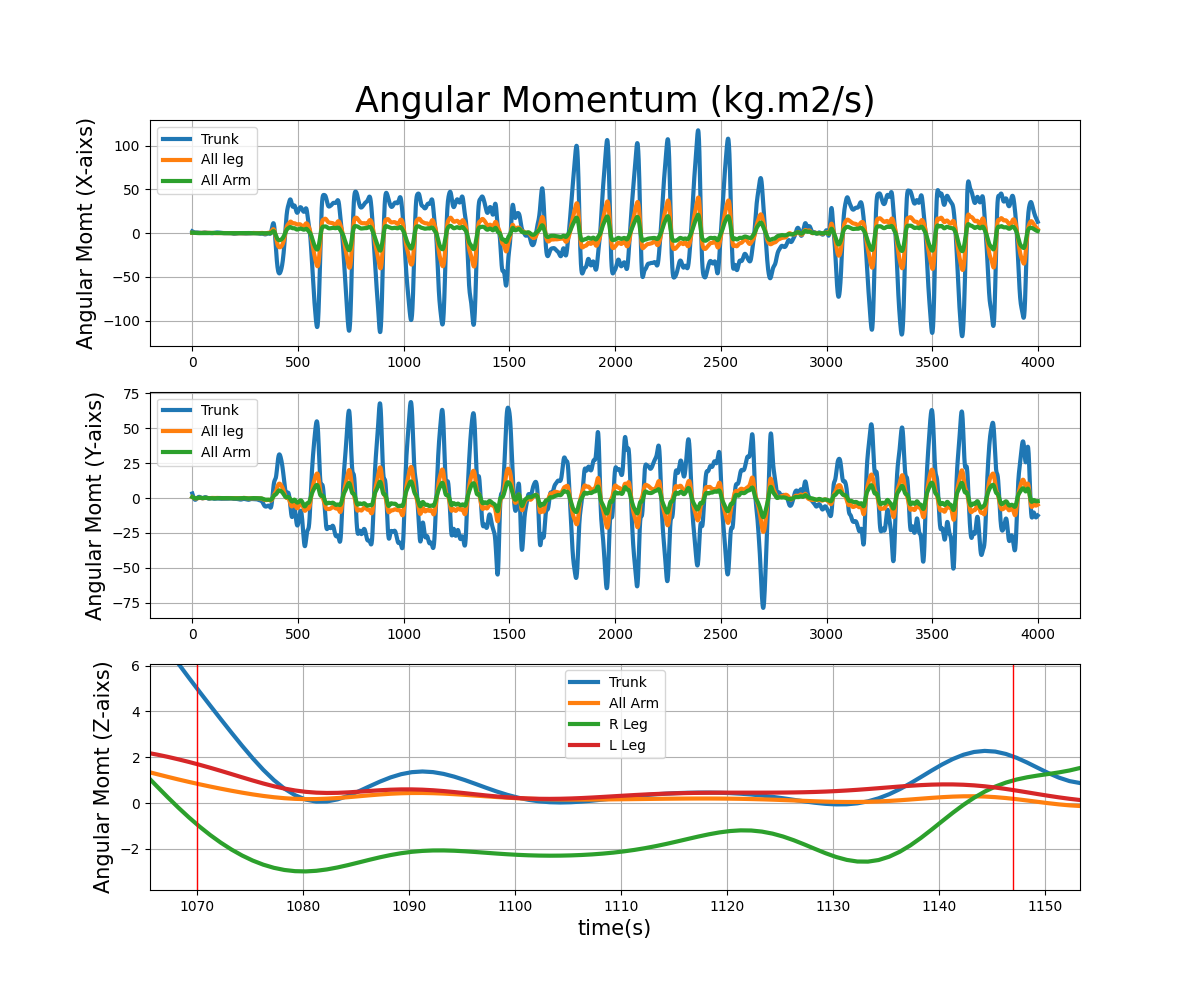 Angular Momentum (kg.m2/s)
Angular Momt (X-aixs)
100
50
0
−50
−100
Trunk
All leg
All Arm
0 500 1000 1500 2000 2500 3000 3500 4000
Angular Momt (Y-aixs)
75
50
25
0
−25
−50
−75
Trunk
All leg
All Arm
0 500 1000 1500 2000 2500 3000 3500 4000
Angular Momt (Z-aixs)
6
4
2
0
−2
Trunk
All Arm
R Leg
L Leg
1070 1080 1090 1100 1110 1120 1130 1140 1150
time(s)